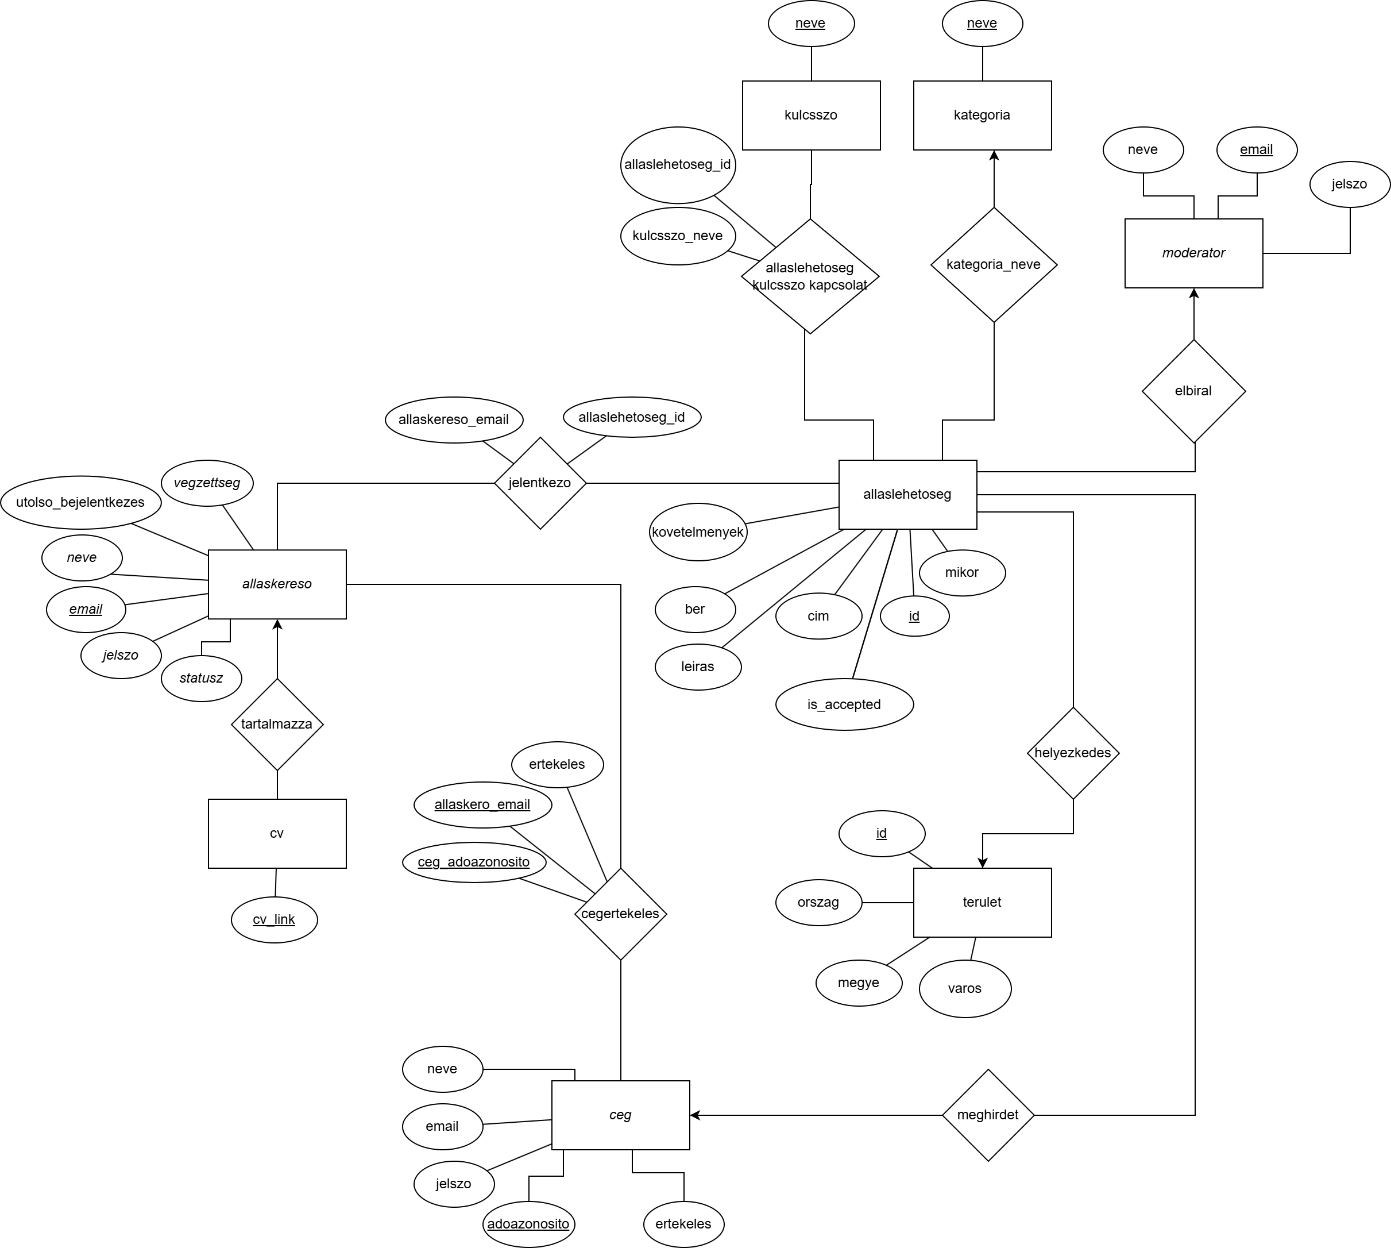 neve
neve
kulcsszo
kategoria
allaslehetoseg_id
neve
email
jelszo
kulcsszo_neve
allaslehetoseg
kulcsszo kapcsolat
kategoria_neve
moderator
elbiral
allaskereso_email
allaslehetoseg_id
jelentkezo
allaslehetoseg
vegzettseg
utolso_bejelentkezes
neve
email
jelszo
statusz
allaskereso
kovetelmenyek
ber
leiras
cim
is_accepted
id
mikor
tartalmazza
cv
cv_link
ertekeles
allaskero_email
ceg_adoazonosito
cegertekeles
helyezkedes
id
orszag
terulet
megye
varos
neve
email
jelszo
adoazonosito
ertekeles
ceg
meghirdet